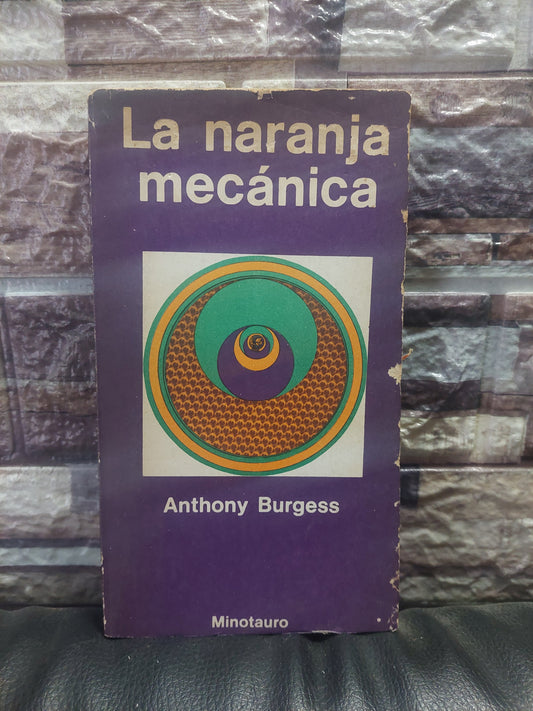 La naranja
mecánica
Anthony Burgess
Minotauro